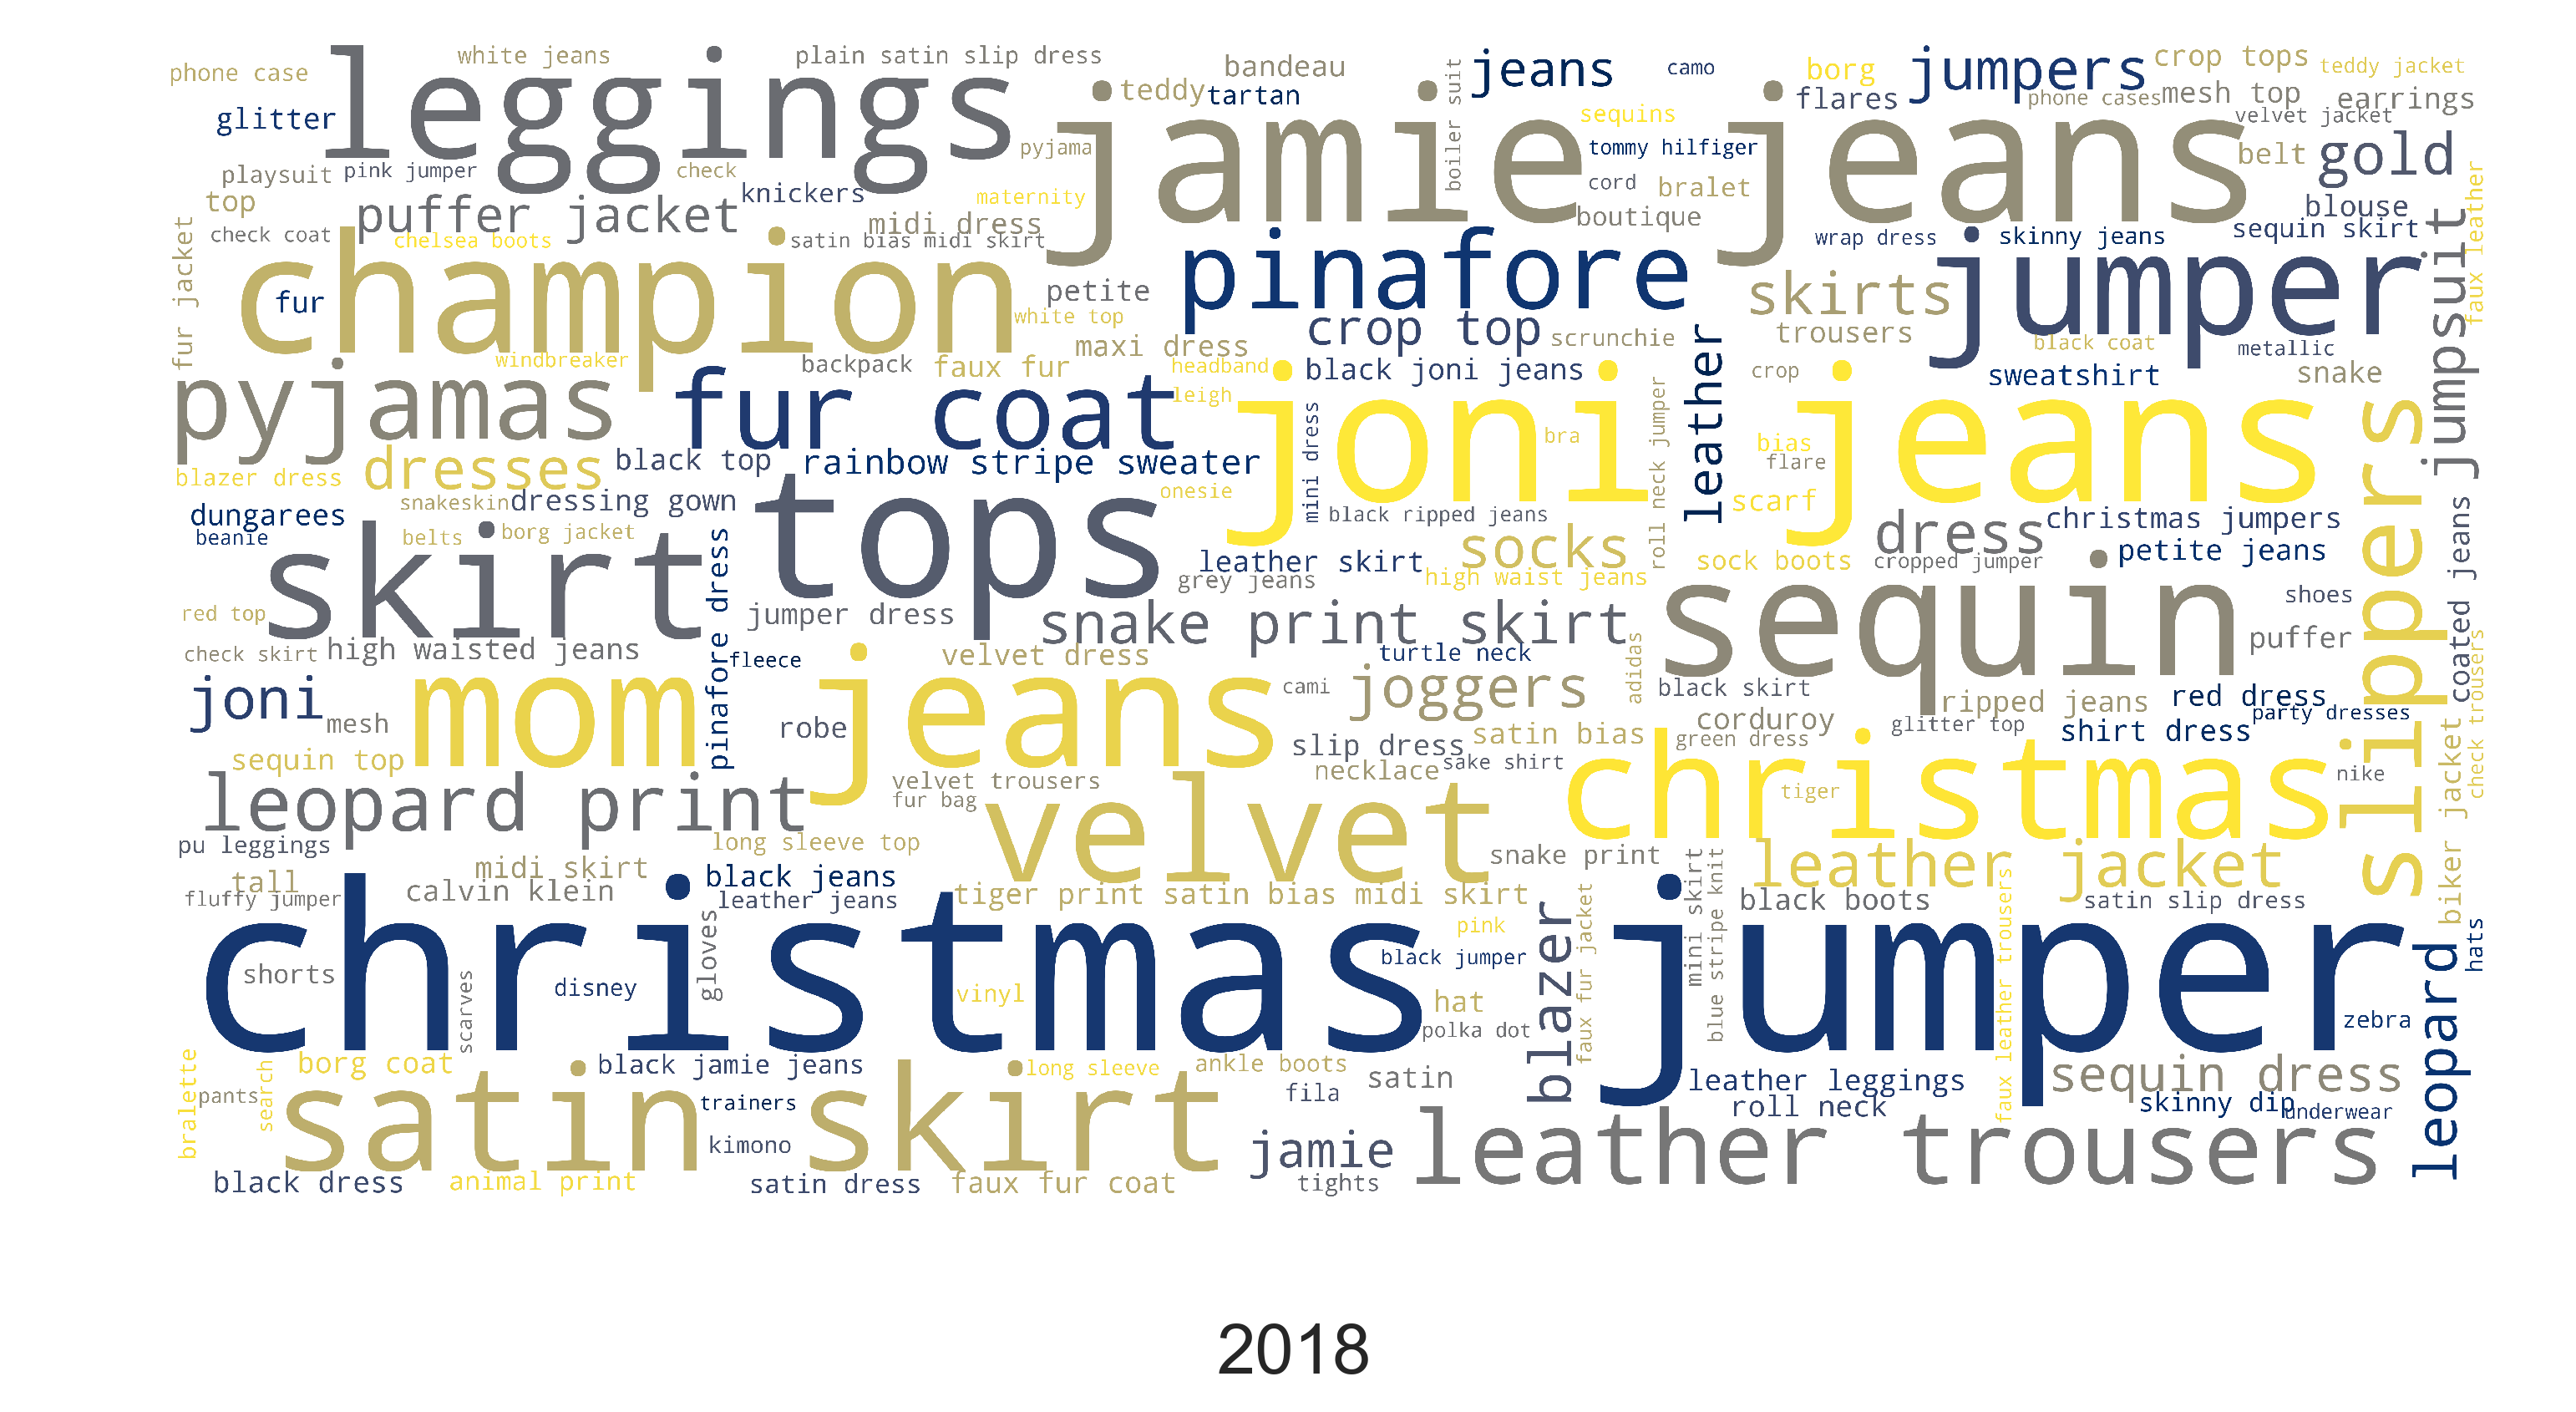 leggings
white jeans
plain satin slip dress
phone case
glitter
bandeau
teddy
tartan
boiler suit
jeans
camo
borg
flares
jumpers
crop tops
teddy jacket
phone cases
mesh top
earrings
velvet jacket
jamie jeans
sequins
tommy hilfiger
pyjama
playsuit
pink jumper
check
knickers
maternity
cord
bralet
belt
gold
top
puffer jacket
midi dress
boutique
blouse
faux leather
fur jacket
check coat
chelsea boots
satin bias midi skirt
wrap dress
skinny jeans
sequin skirt
jumpsuit
champion
fur
petite
pinafore
skirts
jumper
white top
crop top
scrunchie
trousers
black coat
metallic
windbreaker
backpack
faux fur
maxi dress
headband
black joni jeans
leather
crop
sweatshirt
snake
pyjamas
fur coat
leigh
joni jeans
mini dress
bra
roll neck jumper
bias
flare
slippers
blazer dress
dresses
black top
rainbow stripe sweater
onesie
scarf
snakeskin
dressing gown
tops
black ripped jeans
dungarees
beanie
belts
borg jacket
pinafore dress
leather skirt
socks
sock boots
dress
christmas jumpers
cropped jumper
petite jeans
coated jeans
skirt
grey jeans
high waist jeans
red top
jumper dress
snake print skirt
sequin
shoes
puffer
check skirt
high waisted jeans
fleece
velvet dress
turtle neck
adidas
check trousers
joni
mesh
mom jeans
robe
cami
joggers
black skirt
ripped jeans
red dress
party dresses
corduroy
glitter top
shirt dress
sequin top
slip dress
satin bias
green dress
necklace
sake shirt
christmas
tiger
nike
biker jacket
leopard print
velvet trousers
fur bag
velvet
pu leggings
long sleeve top
snake print
mini skirt
blue stripe knit
leather jacket
midi skirt
tall
black jeans
fluffy jumper
calvin klein
leather jeans
tiger print satin bias midi skirt
black boots
satin slip dress
christmas jumper
pink
blazer
faux fur jacket
faux leather trousers
leopard
hats
gloves
black jumper
shorts
scarves
disney
vinyl
hat
polka dot
zebra
bralette
pants
search
borg coat
black jamie jeans
long sleeve
ankle boots
satin
leather leggings
sequin dress
satin skirt
trainers
fila
roll neck
skinny dip
underwear
kimono
jamie
leather trousers
black dress
animal print
satin dress
faux fur coat
tights
2018